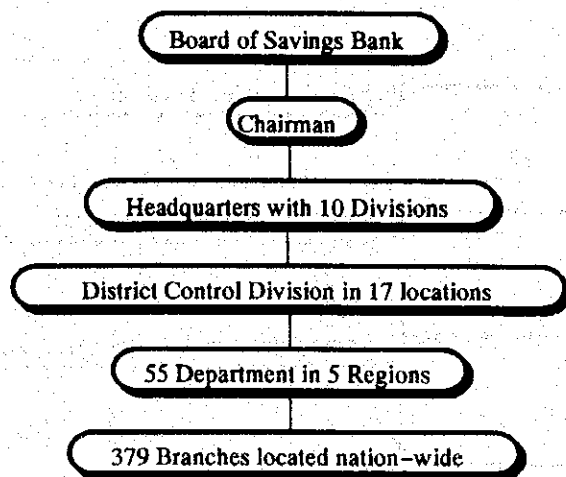 Board of Savings Bank
Chairman
Headquarters with 10 Divisions
District Control Division in 17 locations
55 Department in 5 Regions
379 Branches located nation-wide